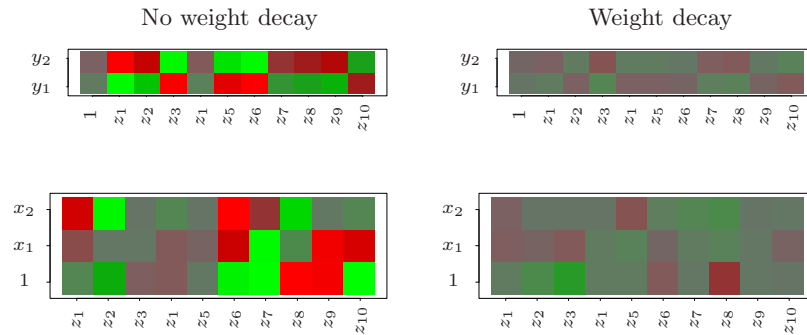 No weight decay Weight decay
y₂ y₂
y₁ y₁
1 z₁ z₂ z₃ z₁ z₅ z₆ z₇ z₈ z₉ z₁₀ 1 z₁ z₂ z₃ z₁ z₅ z₆ z₇ z₈ z₉ z₁₀
x₂ x₂
x₁ x₁
1 1
z₁ z₂ z₃ z₁ z₅ z₆ z₇ z₈ z₉ z₁₀ z₁ z₂ z₃ z₁ z₅ z₆ z₇ z₈ z₉ z₁₀